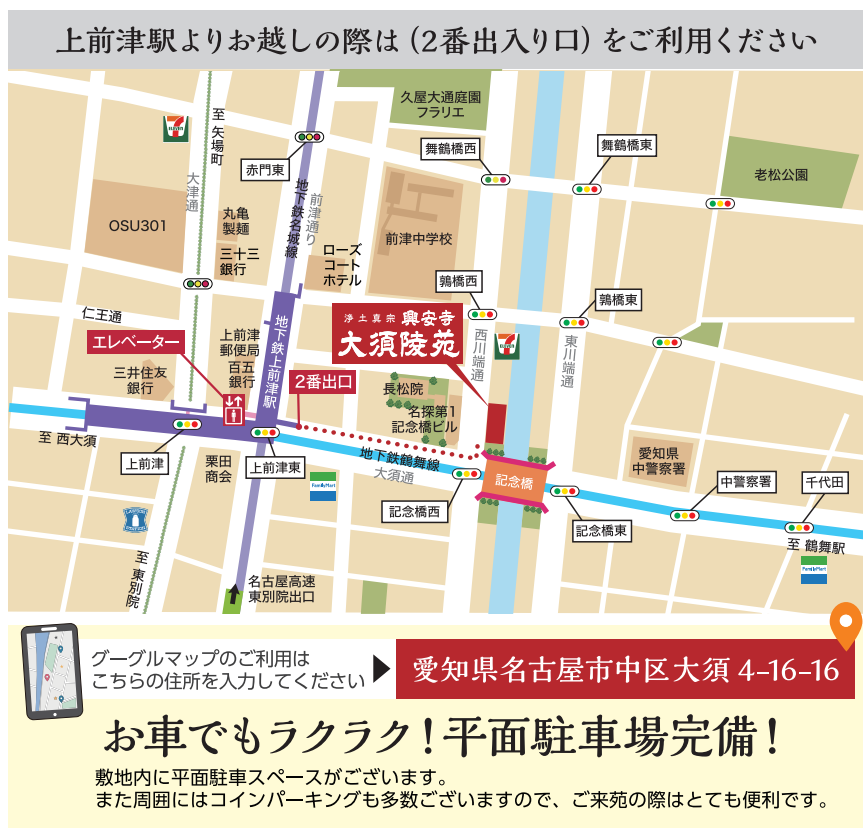 上前津駅よりお越しの際は（2番出入り口）をご利用ください
久屋大通庭園
フラリエ
至 矢場町
ELEVEN
赤門東
舞鶴橋西
舞鶴橋東
老松公園
大津通
地下鉄名城線
前津通り
OSU301
丸亀
製麺
三十三
銀行
ローズ
コート
ホテル
前津中学校
鶉橋西
鶉橋東
仁王通
エレベーター
上前津
郵便局
百五
銀行
地下鉄上前津駅
浄土真宗 興安寺
大須陵苑
西川端通
ELEVEN
東川端通
三井住友
銀行
2番出口
長松院
名探第1
記念橋ビル
至 西大須
上前津
栗田
商会
上前津東
地下鉄鶴舞線
大須通
FamilyMart
記念橋西
記念橋
記念橋東
愛知県
中警察署
中警察署
千代田
至 鶴舞駅
FamilyMart
LAWSON
至 東別院
名古屋高速
東別院出口
グーグルマップのご利用は
こちらの住所を入力してください
愛知県名古屋市中区大須 4-16-16
お車でもラクラク！平面駐車場完備！
敷地内に平面駐車スペースがございます。
また周囲にはコインパーキングも多数ございますので、ご来苑の際はとても便利です。